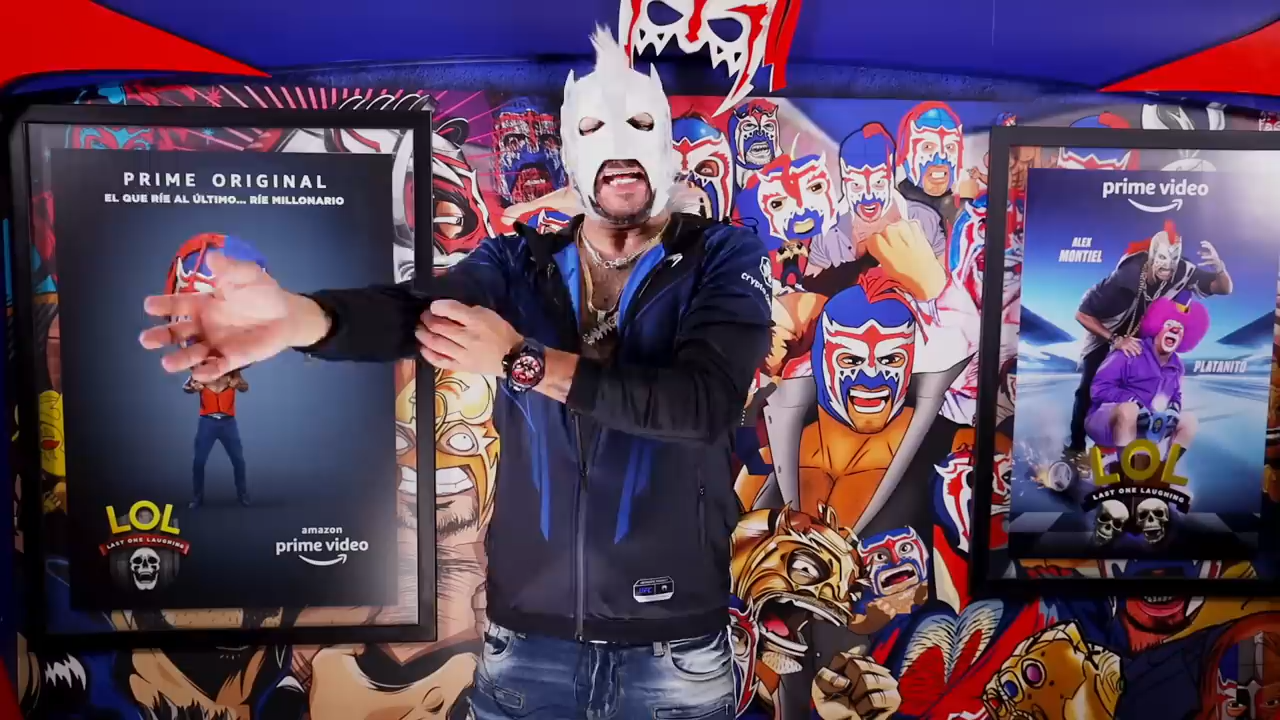 PRIME ORIGINAL
EL QUE RÍE AL ÚLTIMO... RÍE MILLONARIO
LOL
LAST ONE LAUGHING
amazon
prime video
UFC
prime video
ALEX
MONTIEL
PLATANITO
LOL
LAST ONE LAUGHING